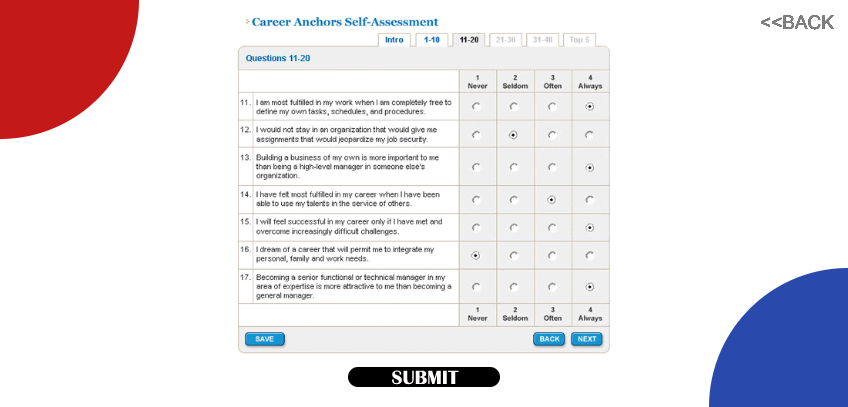 > Career Anchors Self-Assessment
<<BACK
Intro 1-10 11-20 21-30 31-40 Top 5
Questions 11-20
1 2 3 4
Never Seldom Often Always
11. I am most fulfilled in my work when I am completely free to
define my own tasks, schedules, and procedures.
12. I would not stay in an organization that would give me
assignments that would jeopardize my job security.
13. Building a business of my own is more important to me
than being a high-level manager in someone else's
organization.
14. I have felt most fulfilled in my career when I have been
able to use my talents in the service of others.
15. I will feel successful in my career only if I have met and
overcome increasingly difficult challenges.
16. I dream of a career that will permit me to integrate my
personal, family and work needs.
17. Becoming a senior functional or technical manager in my
area of expertise is more attractive to me than becoming a
general manager.
1 2 3 4
Never Seldom Often Always
SAVE BACK NEXT
SUBMIT